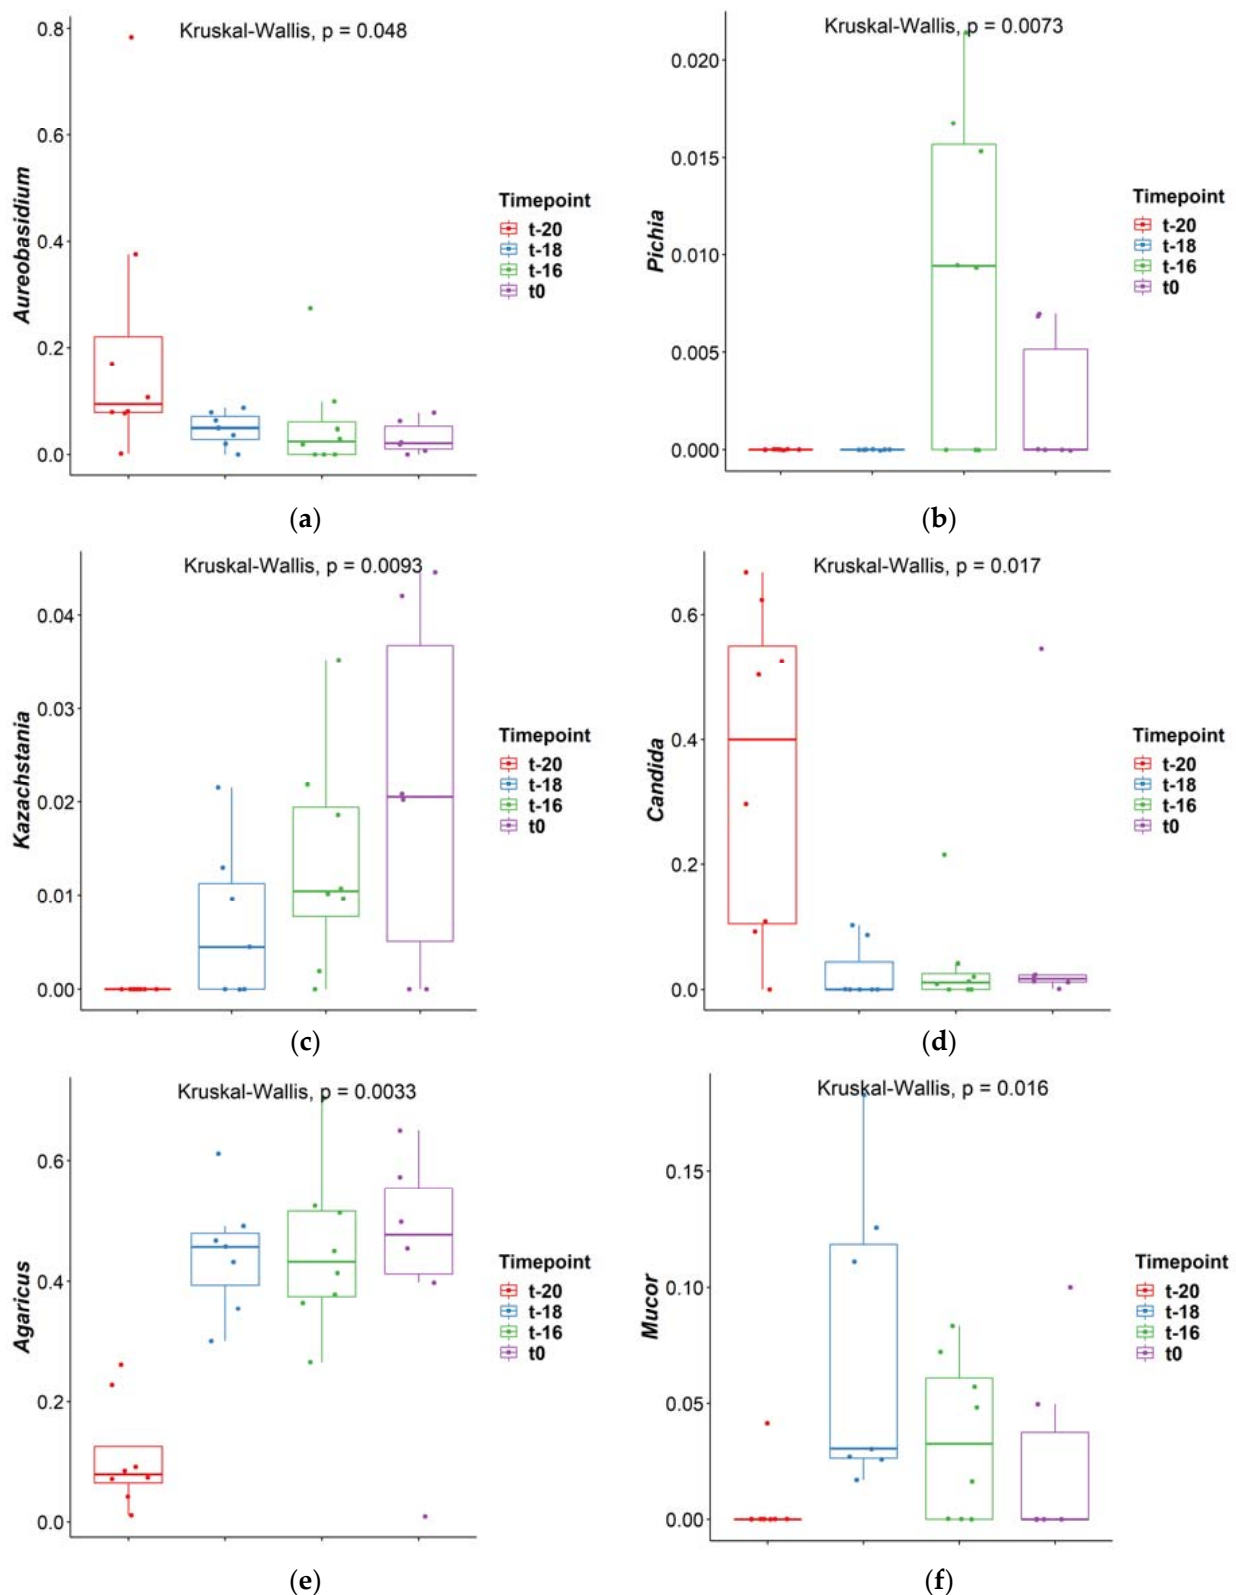 Kruskal-Wallis, p = 0.048
0.8
0.6
0.4
0.2
0.0
Aureobasidium
Timepoint
t-20
t-18
t-16
t0
(a)
Kruskal-Wallis, p = 0.0073
0.020
0.015
0.010
0.005
0.000
Pichia
Timepoint
t-20
t-18
t-16
t0
(b)
Kruskal-Wallis, p = 0.0093
0.04
0.03
0.02
0.01
0.00
Kazachstania
Timepoint
t-20
t-18
t-16
t0
(c)
Kruskal-Wallis, p = 0.017
0.6
0.4
0.2
0.0
Candida
Timepoint
t-20
t-18
t-16
t0
(d)
Kruskal-Wallis, p = 0.0033
0.6
0.4
0.2
0.0
Agaricus
Timepoint
t-20
t-18
t-16
t0
(e)
Kruskal-Wallis, p = 0.016
0.15
0.10
0.05
0.00
Mucor
Timepoint
t-20
t-18
t-16
t0
(f)